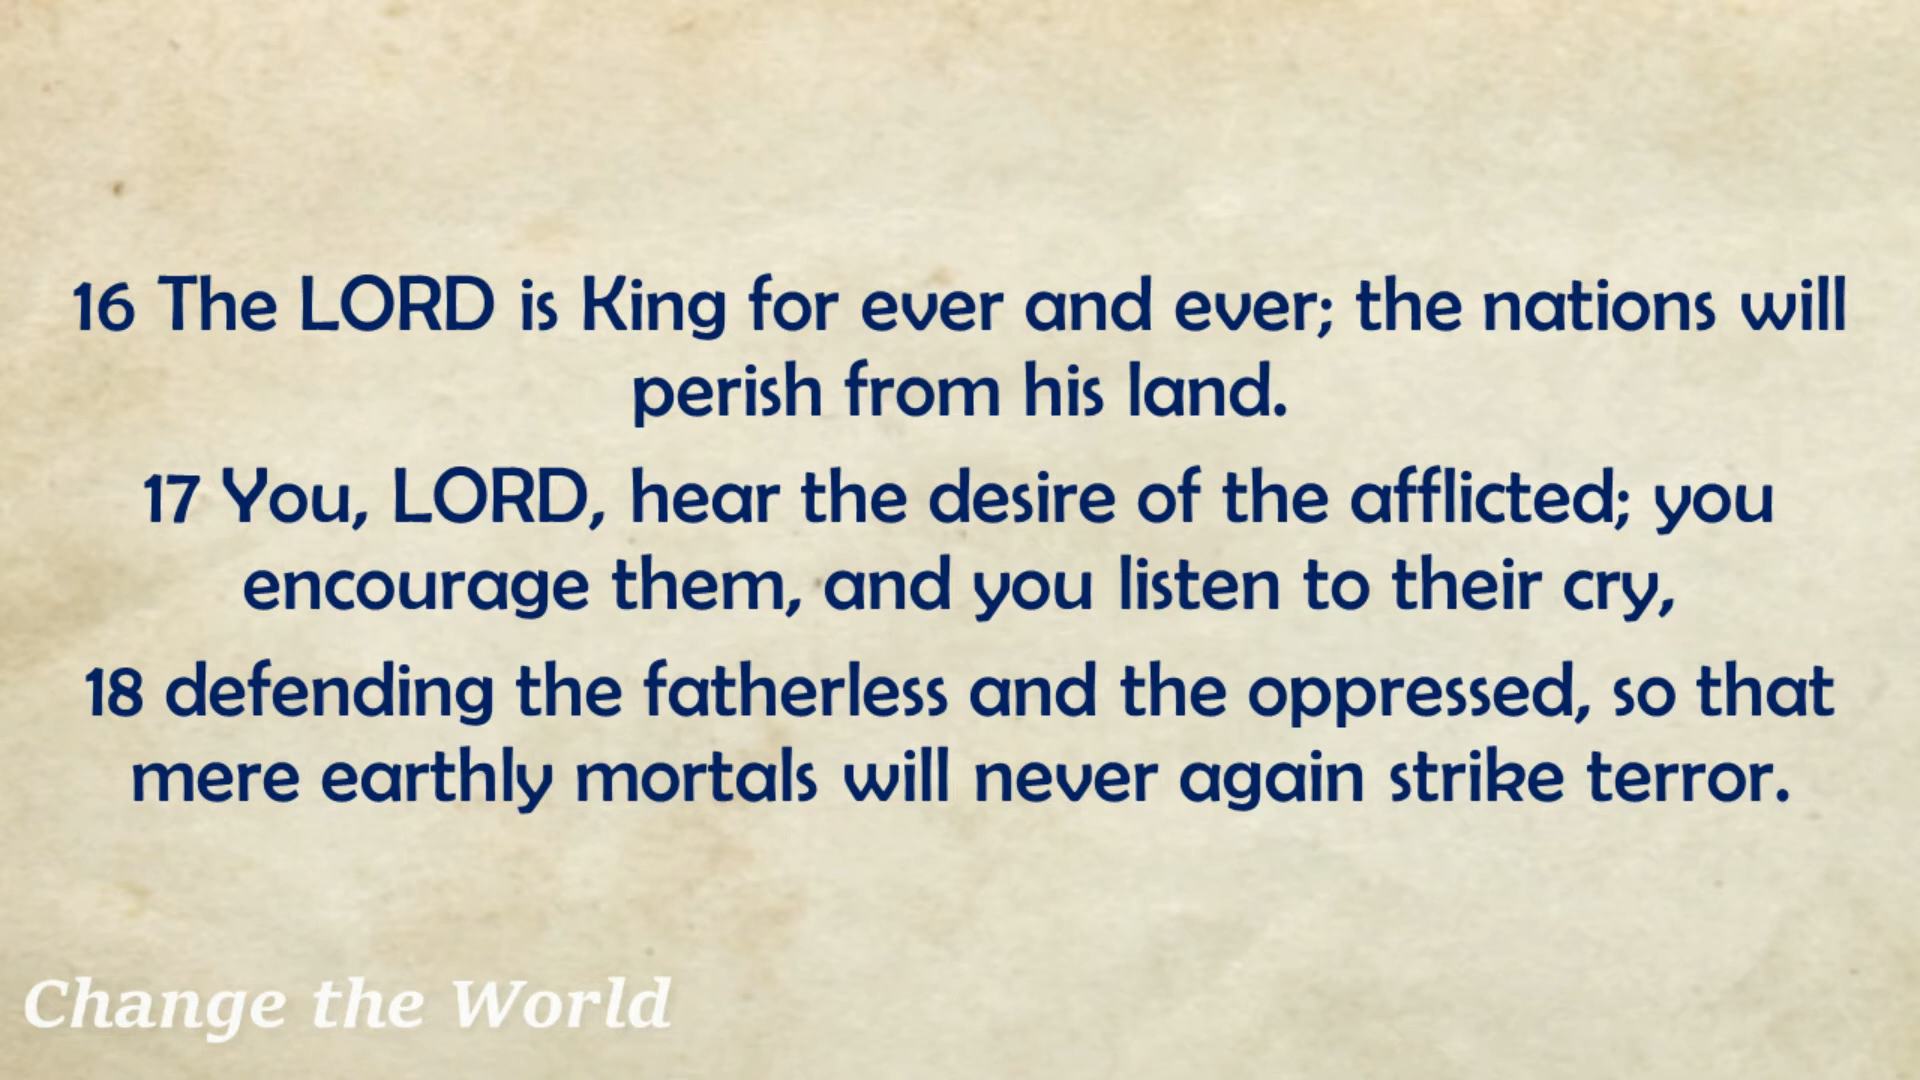 16 The LORD is King for ever and ever; the nations will
perish from his land.
17 You, LORD, hear the desire of the afflicted; you
encourage them, and you listen to their cry,
18 defending the fatherless and the oppressed, so that
mere earthly mortals will never again strike terror.
Change the World